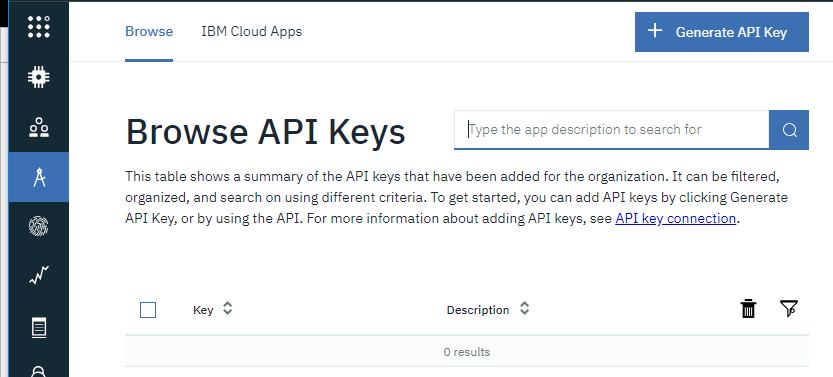 Browse IBM Cloud Apps
+ Generate API Key
Browse API Keys
Type the app description to search for
This table shows a summary of the API keys that have been added for the organization. It can be filtered,
organized, and search on using different criteria. To get started, you can add API keys by clicking Generate
API Key, or by using the API. For more information about adding API keys, see API key connection.
Key Description
0 results